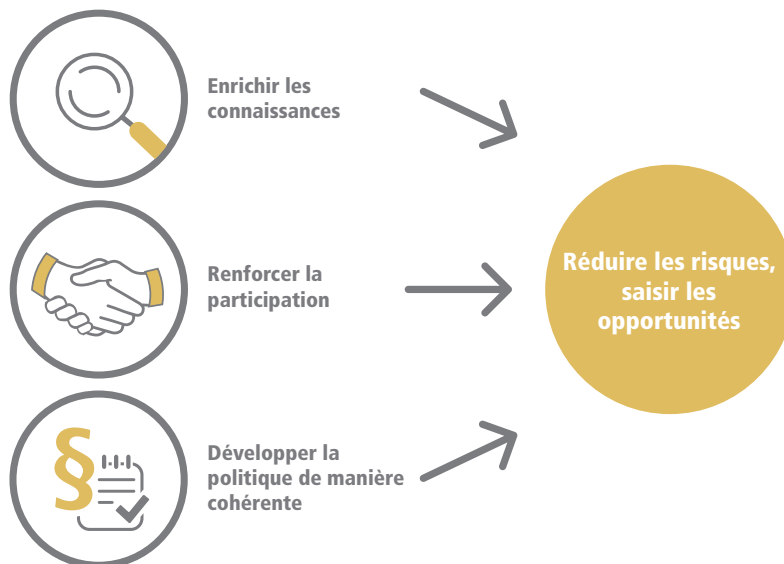 Enrichir les
connaissances
Renforcer la
participation
Développer la
politique de manière
cohérente
Réduire les risques,
saisir les
opportunités
§